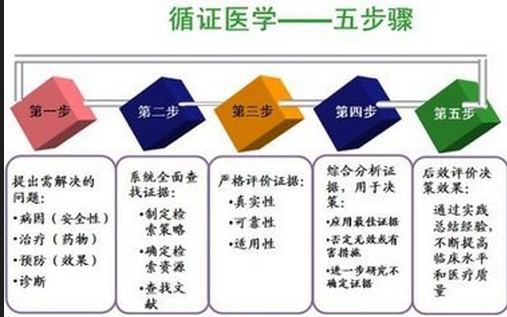 循证医学——五步骤
第一步
第二步
第三步
第四步
第五步
提出需解决的
问题:
•病因(安全性)
•治疗(药物)
•预防(效果)
•诊断
系统全面查
找证据:
•制定检
索策略
•确定检
索资源
•查找文
献
严格评价证据:
•真实性
•可靠性
•适用性
综合分析证
据,用于决
策:
•应用最佳证据
•否定无效或有
害措施
•进一步研究不
确定证据
后效评价决
策效果:
通过实践
总结经验,
不断提高
临床水平
和医疗质
量